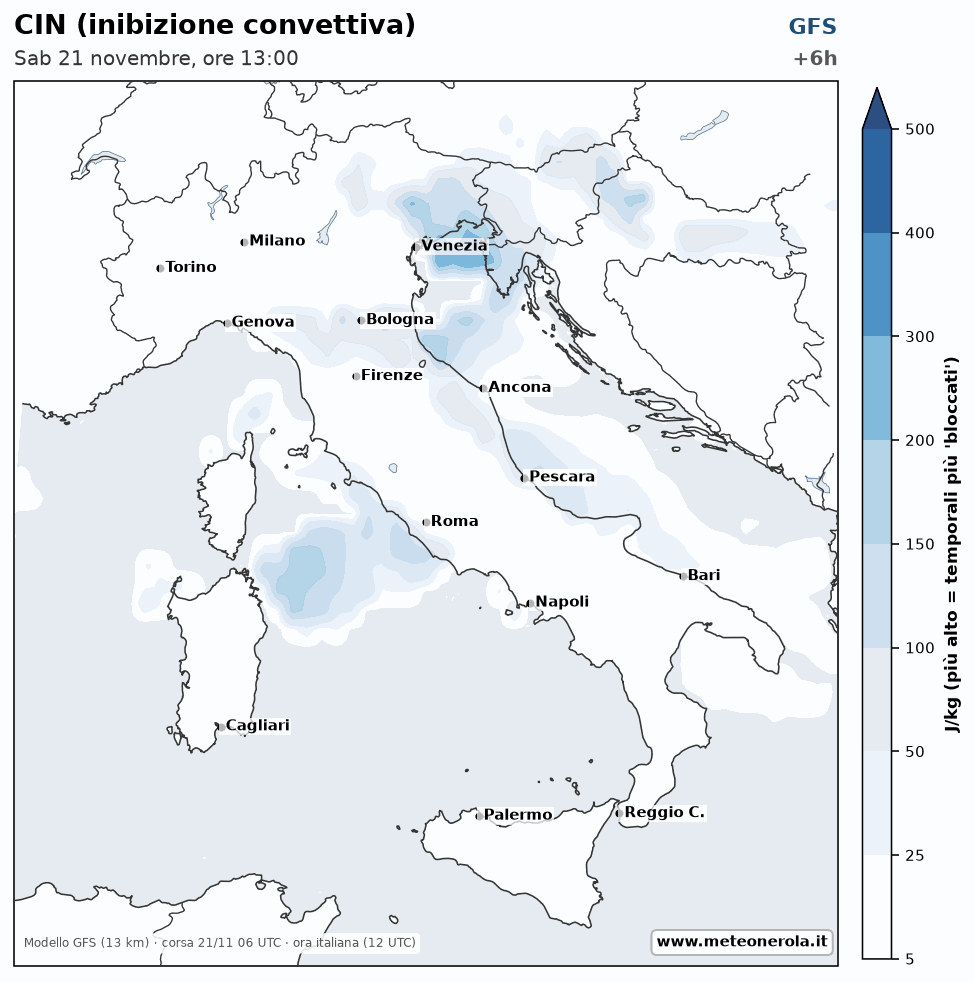 CIN (inibizione convettiva)
GFS
Sab 21 novembre, ore 13:00
+6h
500
400
300
200
150
100
50
25
5
J/kg (più alto = temporali più 'bloccati')
Milano
Venezia
Torino
Genova
Bologna
Firenze
Ancona
Pescara
Roma
Bari
Napoli
Cagliari
Palermo
Reggio C.
Modello GFS (13 km) · corsa 21/11 06 UTC · ora italiana (12 UTC)
www.meteonerola.it